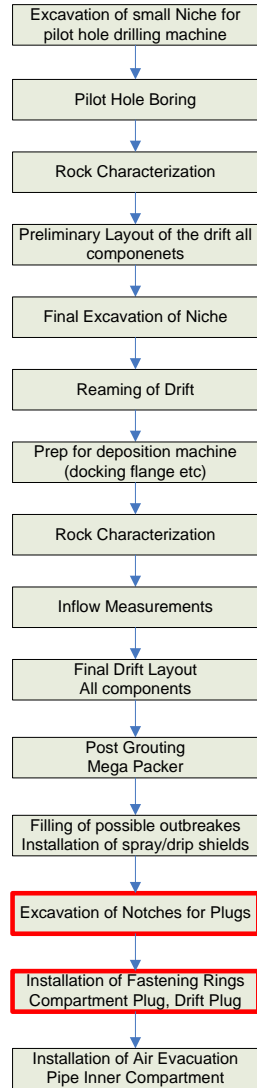 Excavation of small Niche for
pilot hole drilling machine
Pilot Hole Boring
Rock Characterization
Preliminary Layout of the drift all
componenets
Final Excavation of Niche
Reaming of Drift
Prep for deposition machine
(docking flange etc)
Rock Characterization
Inflow Measurements
Final Drift Layout
All components
Post Grouting
Mega Packer
Filling of possible outbreakes
Installation of spray/drip shields
Excavation of Notches for Plugs
Installation of Fastening Rings
Compartment Plug, Drift Plug
Installation of Air Evacuation
Pipe Inner Compartment